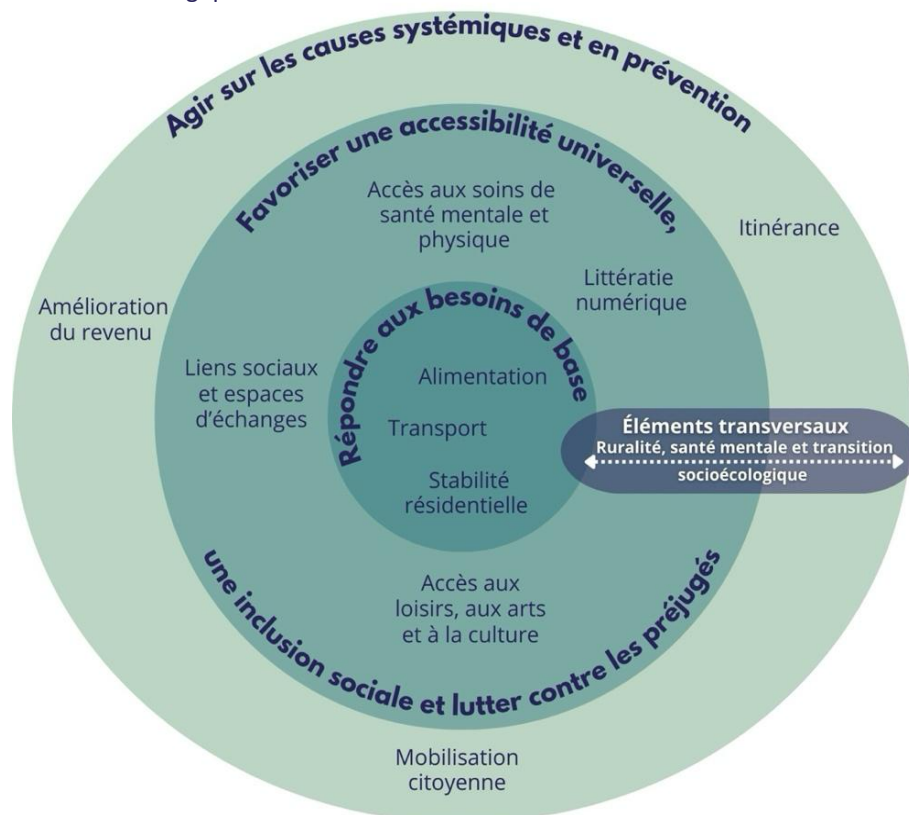 Agir sur les causes systémiques et en prévention
Favoriser une accessibilité universelle,
Accès aux soins de
santé mentale et
physique
Itinérance
Littératie
numérique
Amélioration
du revenu
Répondre aux besoins de base
Liens sociaux
et espaces
d'échanges
Alimentation
Transport
Stabilité
résidentielle
Éléments transversaux
Ruralité, santé mentale et transition
socioécologique
Accès aux
loisirs, aux arts
et à la culture
une inclusion sociale et lutter contre les préjugés
Mobilisation
citoyenne